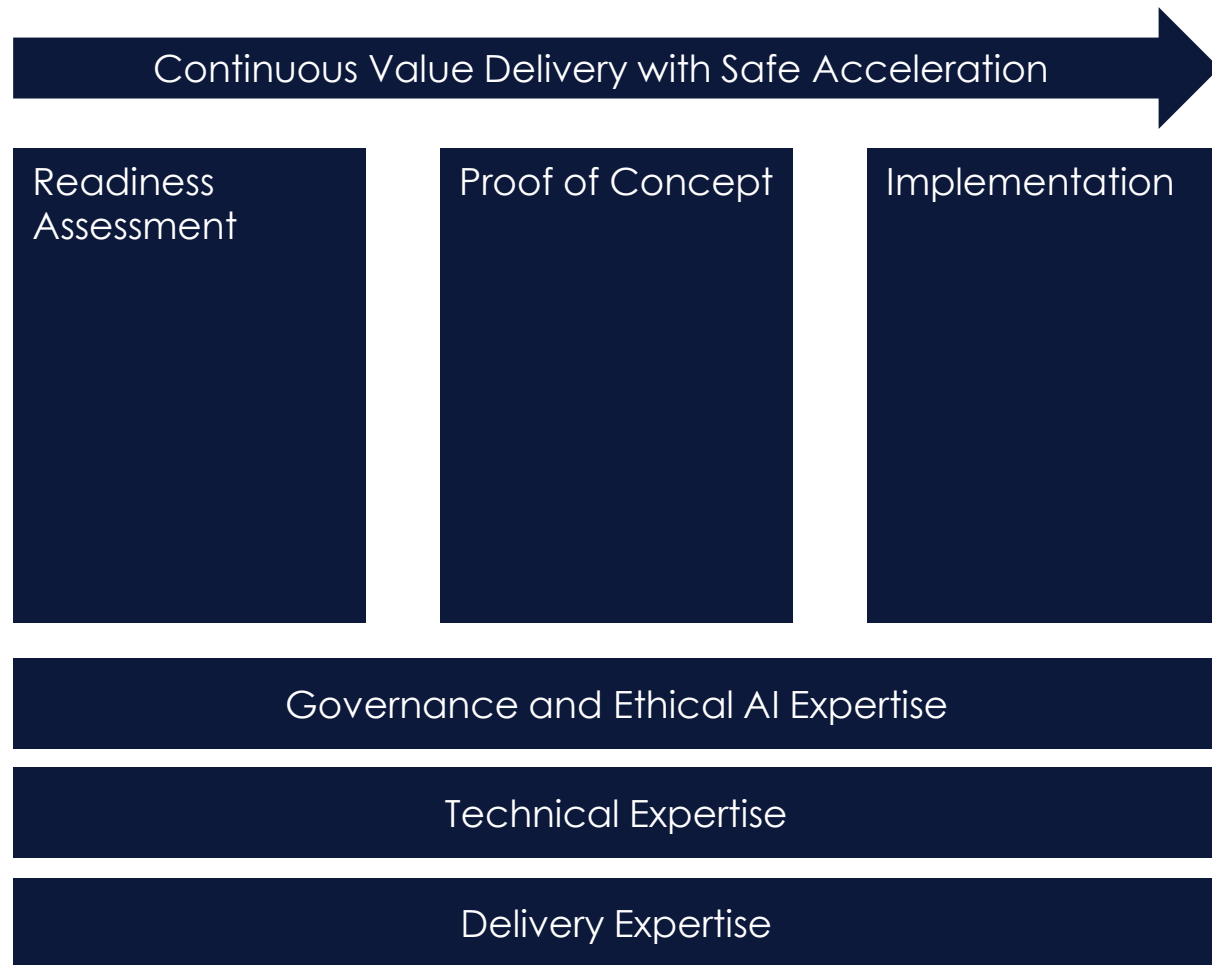 Continuous Value Delivery with Safe Acceleration
Readiness
Assessment
Proof of Concept
Implementation
Governance and Ethical AI Expertise
Technical Expertise
Delivery Expertise